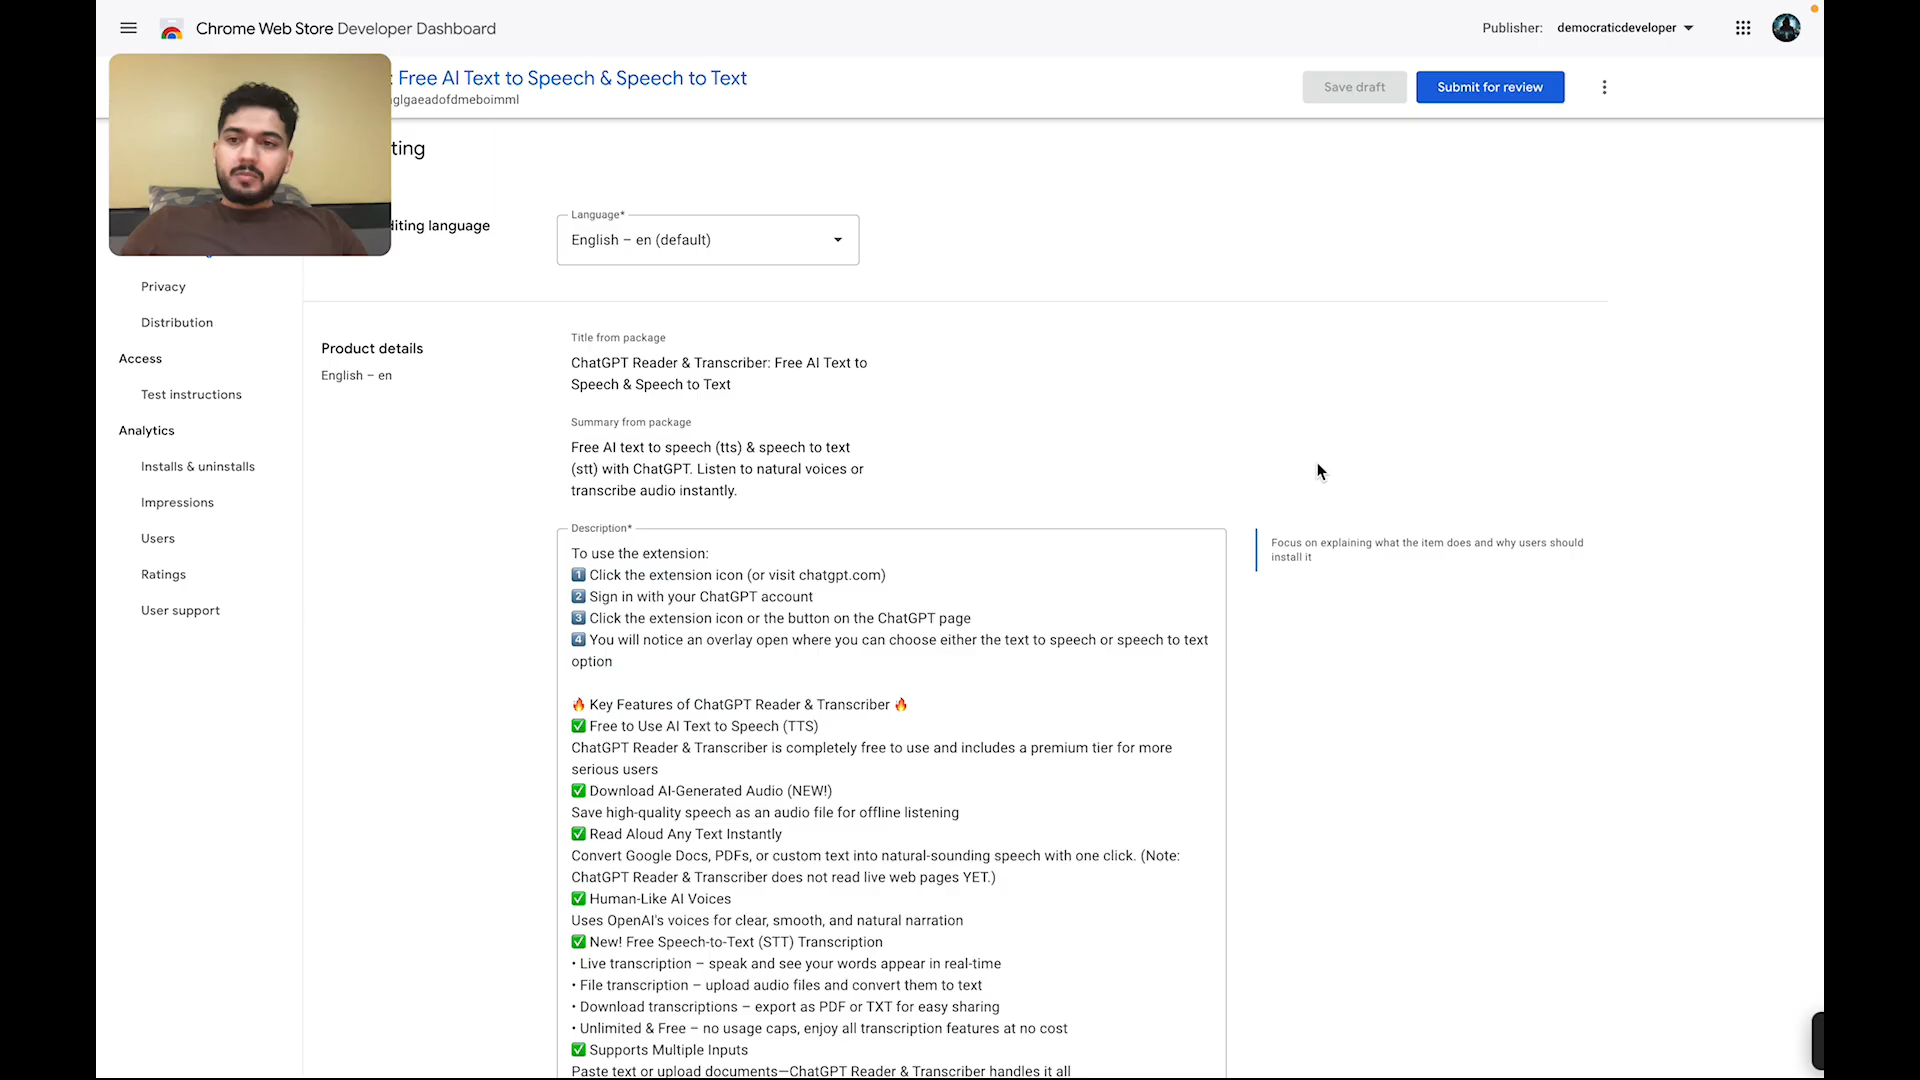 Chrome Web Store Developer Dashboard
Publisher: democraticdeveloper
: Free AI Text to Speech & Speech to Text
glgaeadofdmeboimml
Save draft
Submit for review
ting
diting language
Language*
English – en (default)
Privacy
Distribution
Access
Test instructions
Analytics
Installs & uninstalls
Impressions
Users
Ratings
User support
Product details
English – en
Title from package
ChatGPT Reader & Transcriber: Free AI Text to
Speech & Speech to Text
Summary from package
Free AI text to speech (tts) & speech to text
(stt) with ChatGPT. Listen to natural voices or
transcribe audio instantly.
Description*
To use the extension:
1️⃣ Click the extension icon (or visit chatgpt.com)
2️⃣ Sign in with your ChatGPT account
3️⃣ Click the extension icon or the button on the ChatGPT page
4️⃣ You will notice an overlay open where you can choose either the text to speech or speech to text
option
🔥 Key Features of ChatGPT Reader & Transcriber 🔥
✅ Free to Use AI Text to Speech (TTS)
ChatGPT Reader & Transcriber is completely free to use and includes a premium tier for more
serious users
✅ Download AI-Generated Audio (NEW!)
Save high-quality speech as an audio file for offline listening
✅ Read Aloud Any Text Instantly
Convert Google Docs, PDFs, or custom text into natural-sounding speech with one click. (Note:
ChatGPT Reader & Transcriber does not read live web pages YET.)
✅ Human-Like AI Voices
Uses OpenAI's voices for clear, smooth, and natural narration
✅ New! Free Speech-to-Text (STT) Transcription
• Live transcription – speak and see your words appear in real-time
• File transcription – upload audio files and convert them to text
• Download transcriptions – export as PDF or TXT for easy sharing
• Unlimited & Free – no usage caps, enjoy all transcription features at no cost
✅ Supports Multiple Inputs
Paste text or upload documents—ChatGPT Reader & Transcriber handles it all
Focus on explaining what the item does and why users should
install it